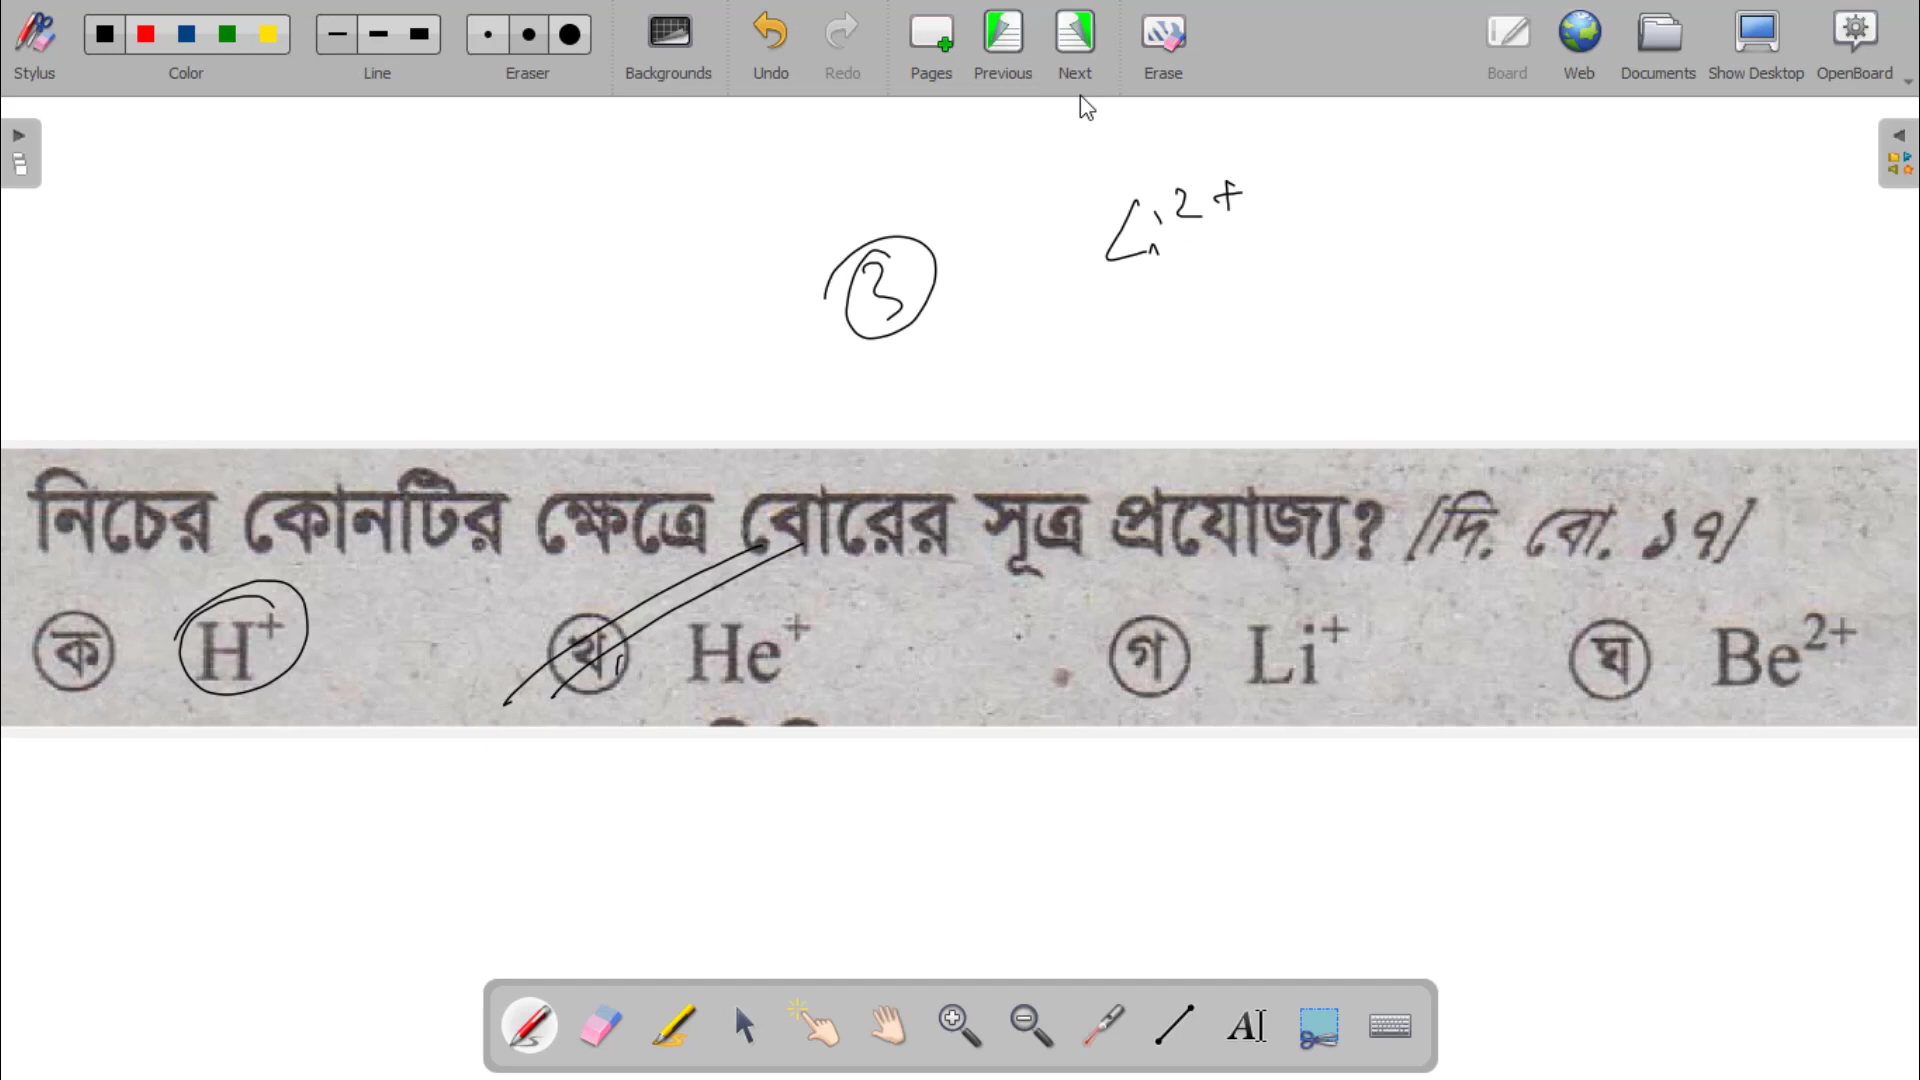 Stylus Color Line Eraser Backgrounds Undo Redo Pages Previous Next Erase Board Web Documents Show Desktop OpenBoard
Li2+
3
নিচের কোনটির ক্ষেত্রে বোরের সূত্র প্রযোজ্য? [দি. বো. ১৭]
ক H+ খ He+ গ Li+ ঘ Be2+